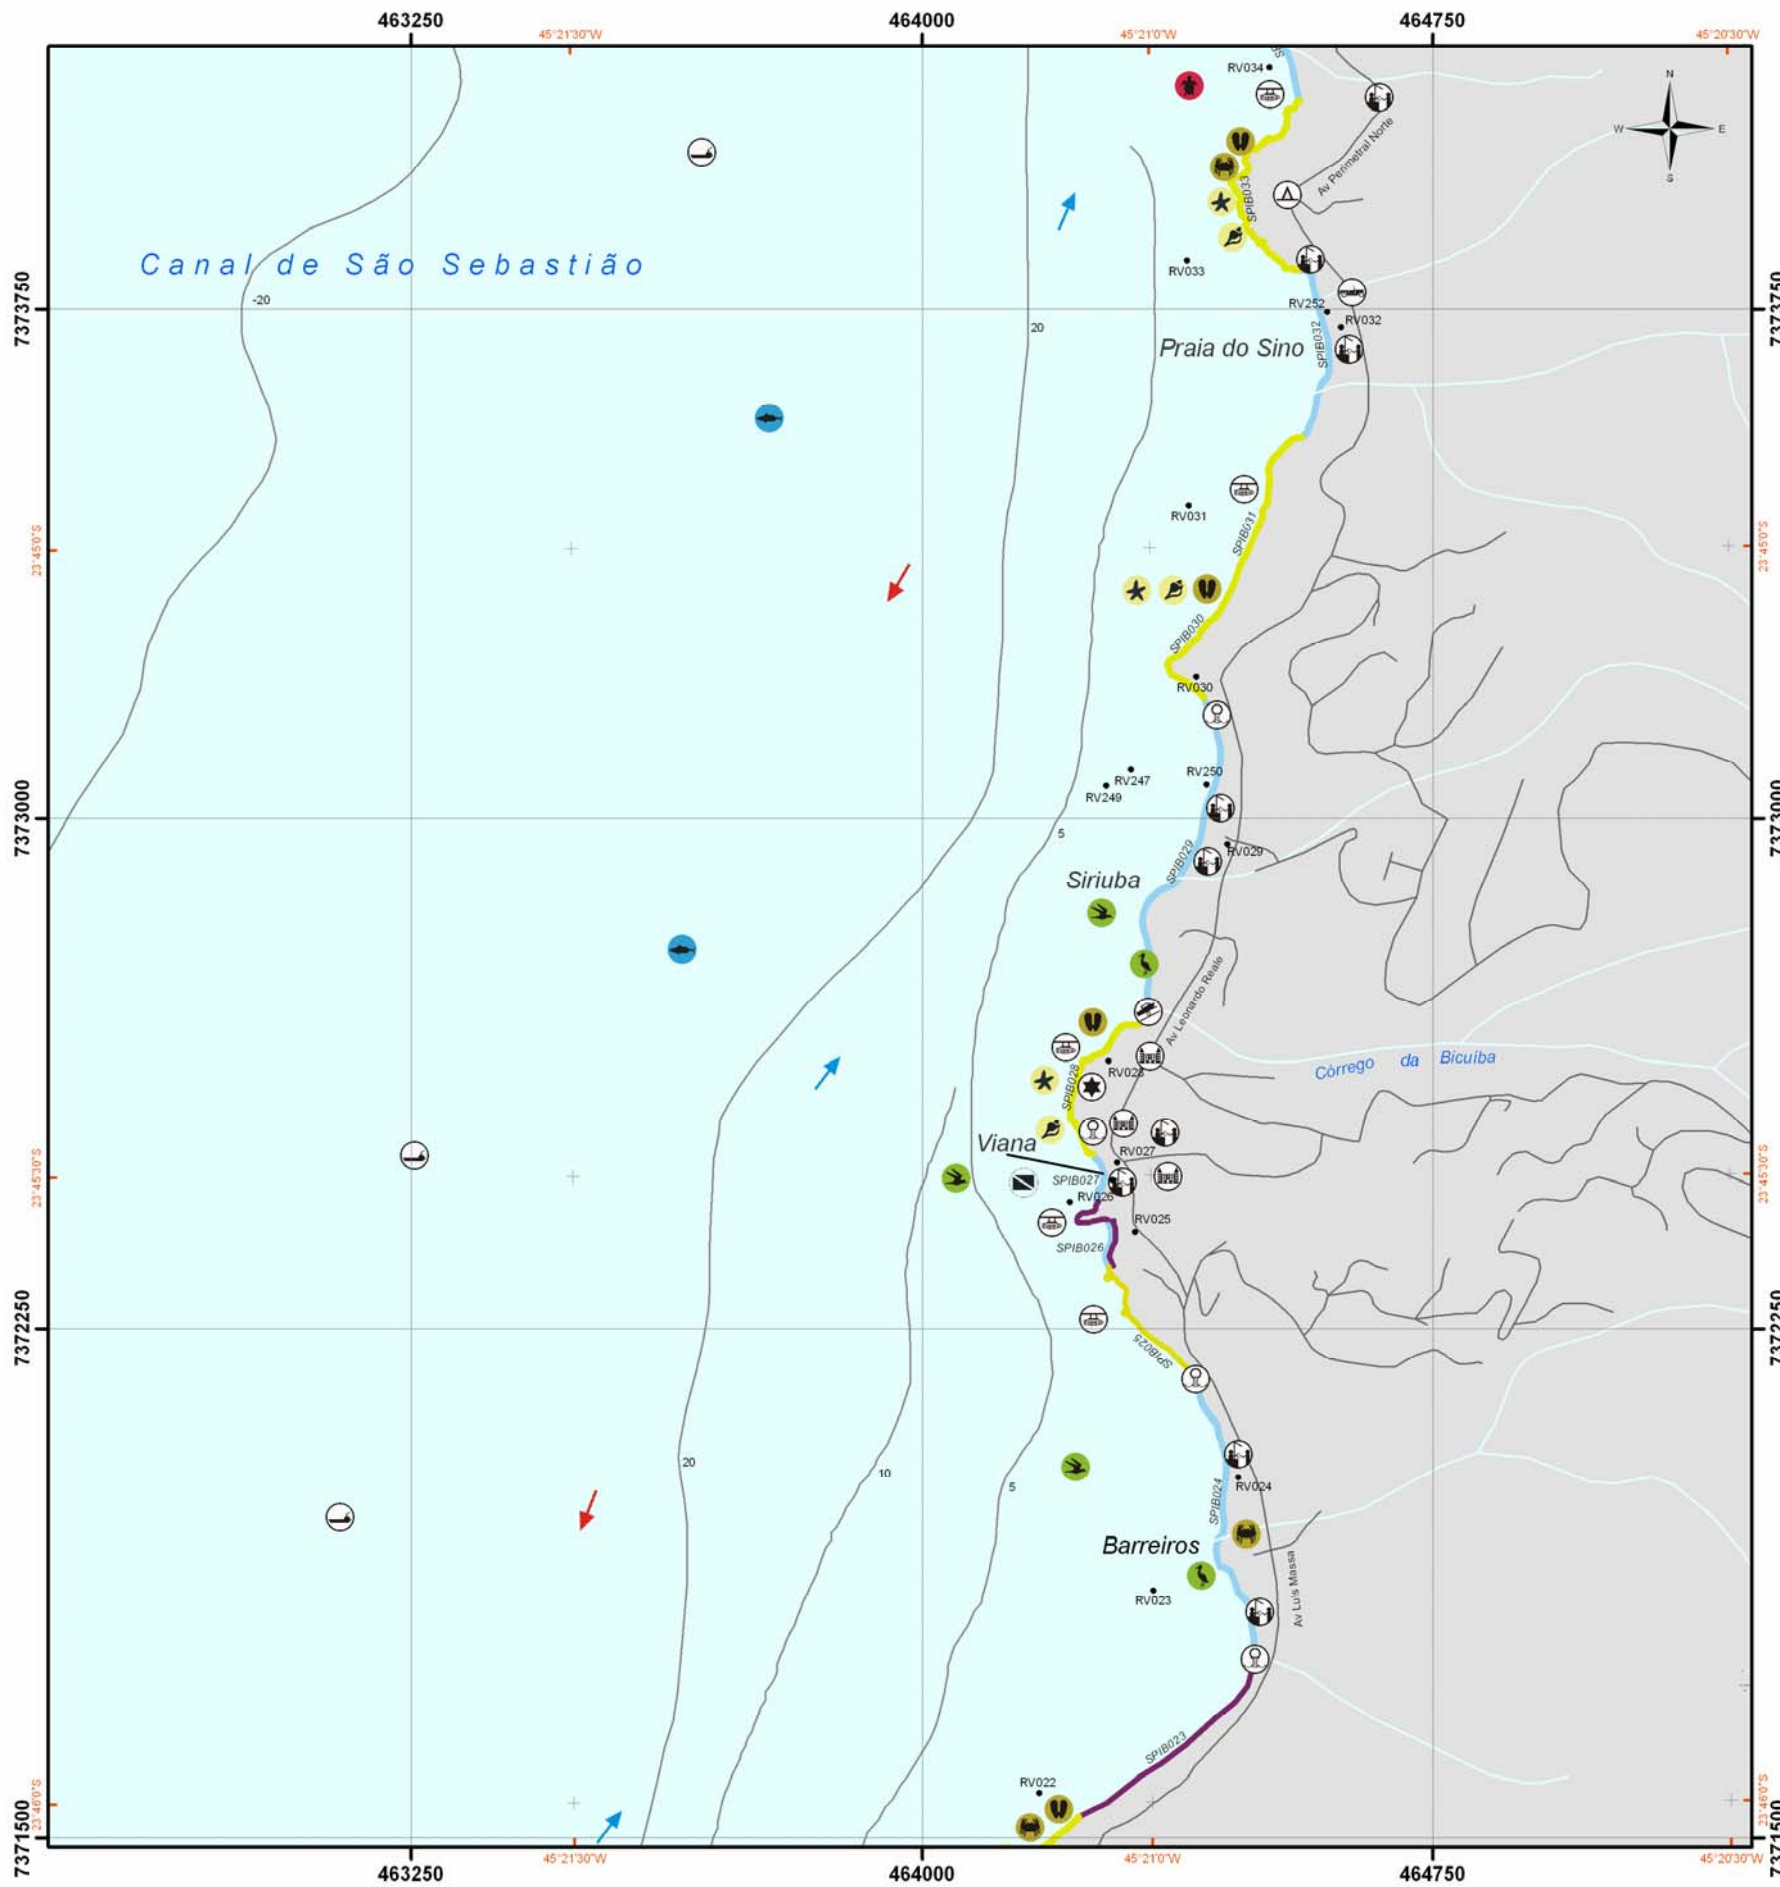 463250
464000
464750
45°21'30"W
45°21'0"W
45°20'30"W
RV034
N
W
E
S
Av Perimetral Norte
SPIB033
Canal de São Sebastião
RV033
-20
7373750
7373750
RV252
RV032
20
SPIB032
Praia do Sino
RV031
SPIB031
23°45'0"S
23°45'0"S
SPIB030
RV030
RV247
RV250
RV249
7373000
7373000
5
SPIB029
RV029
Siriuba
Av Leonardo Reale
Córrego da Bicuíba
RV028
SPIB028
Viana
RV027
SPIB027
23°45'30"S
23°45'30"S
RV026
RV025
SPIB026
7372250
7372250
SPIB025
20
10
5
RV024
SPIB024
Barreiros
Av Luis Massa
RV023
SPIB023
RV022
23°46'0"S
23°46'0"S
7371500
7371500
45°21'30"W
45°21'0"W
45°20'30"W
463250
464000
464750